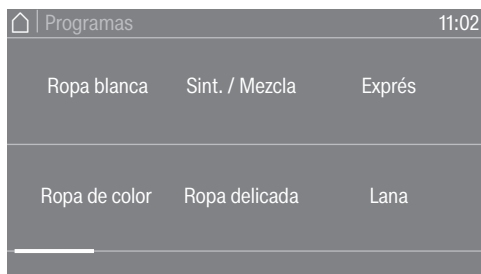 Programas 11:02
Ropa blanca Sint. / Mezcla Exprés
Ropa de color Ropa delicada Lana